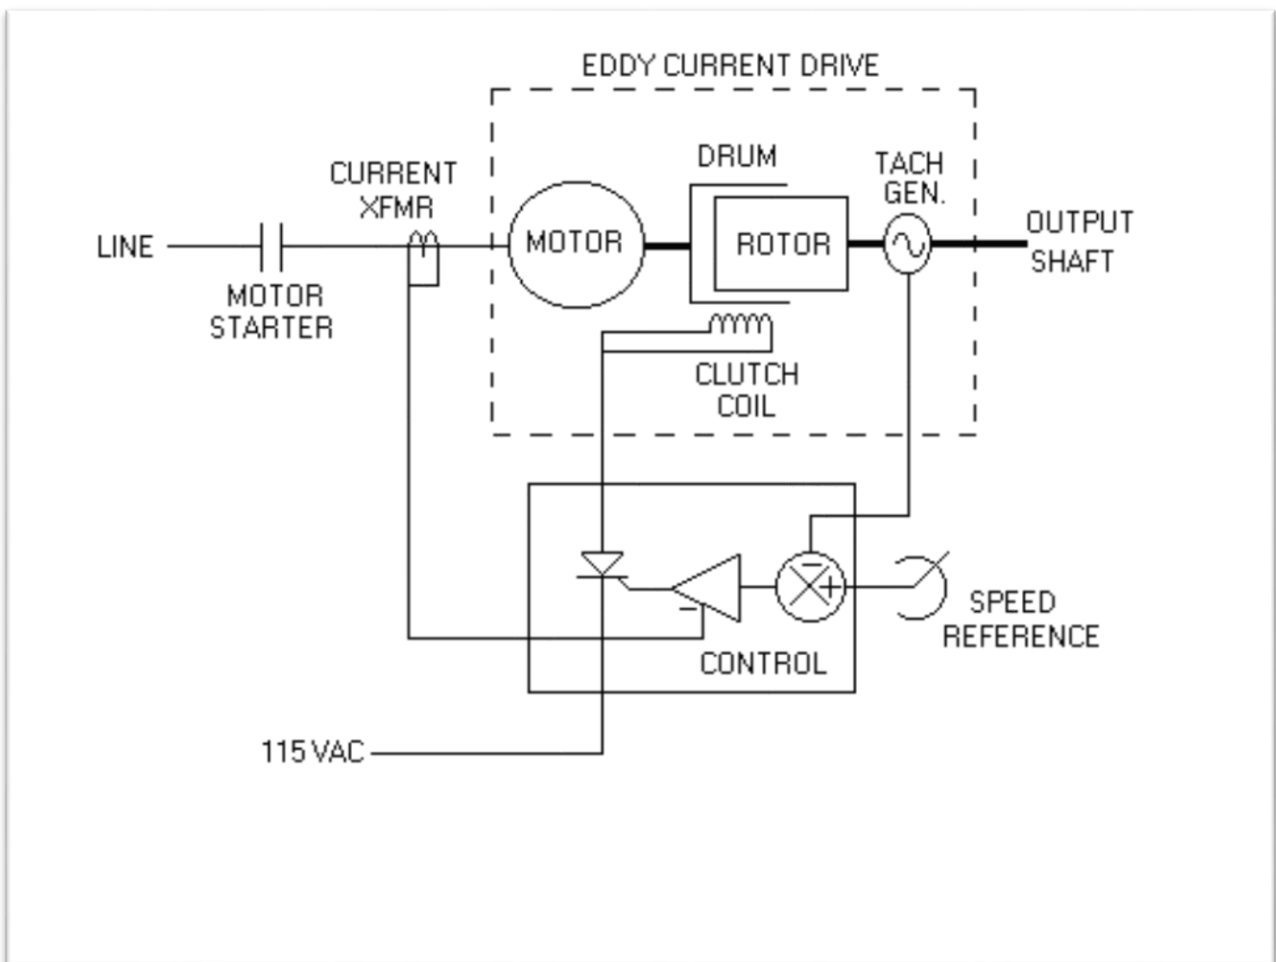 EDDY CURRENT DRIVE
DRUM
TACH
GEN.
CURRENT
XFMR
LINE
MOTOR
STARTER
MOTOR
ROTOR
OUTPUT
SHAFT
CLUTCH
COIL
−
+
−
SPEED
REFERENCE
CONTROL
115 VAC